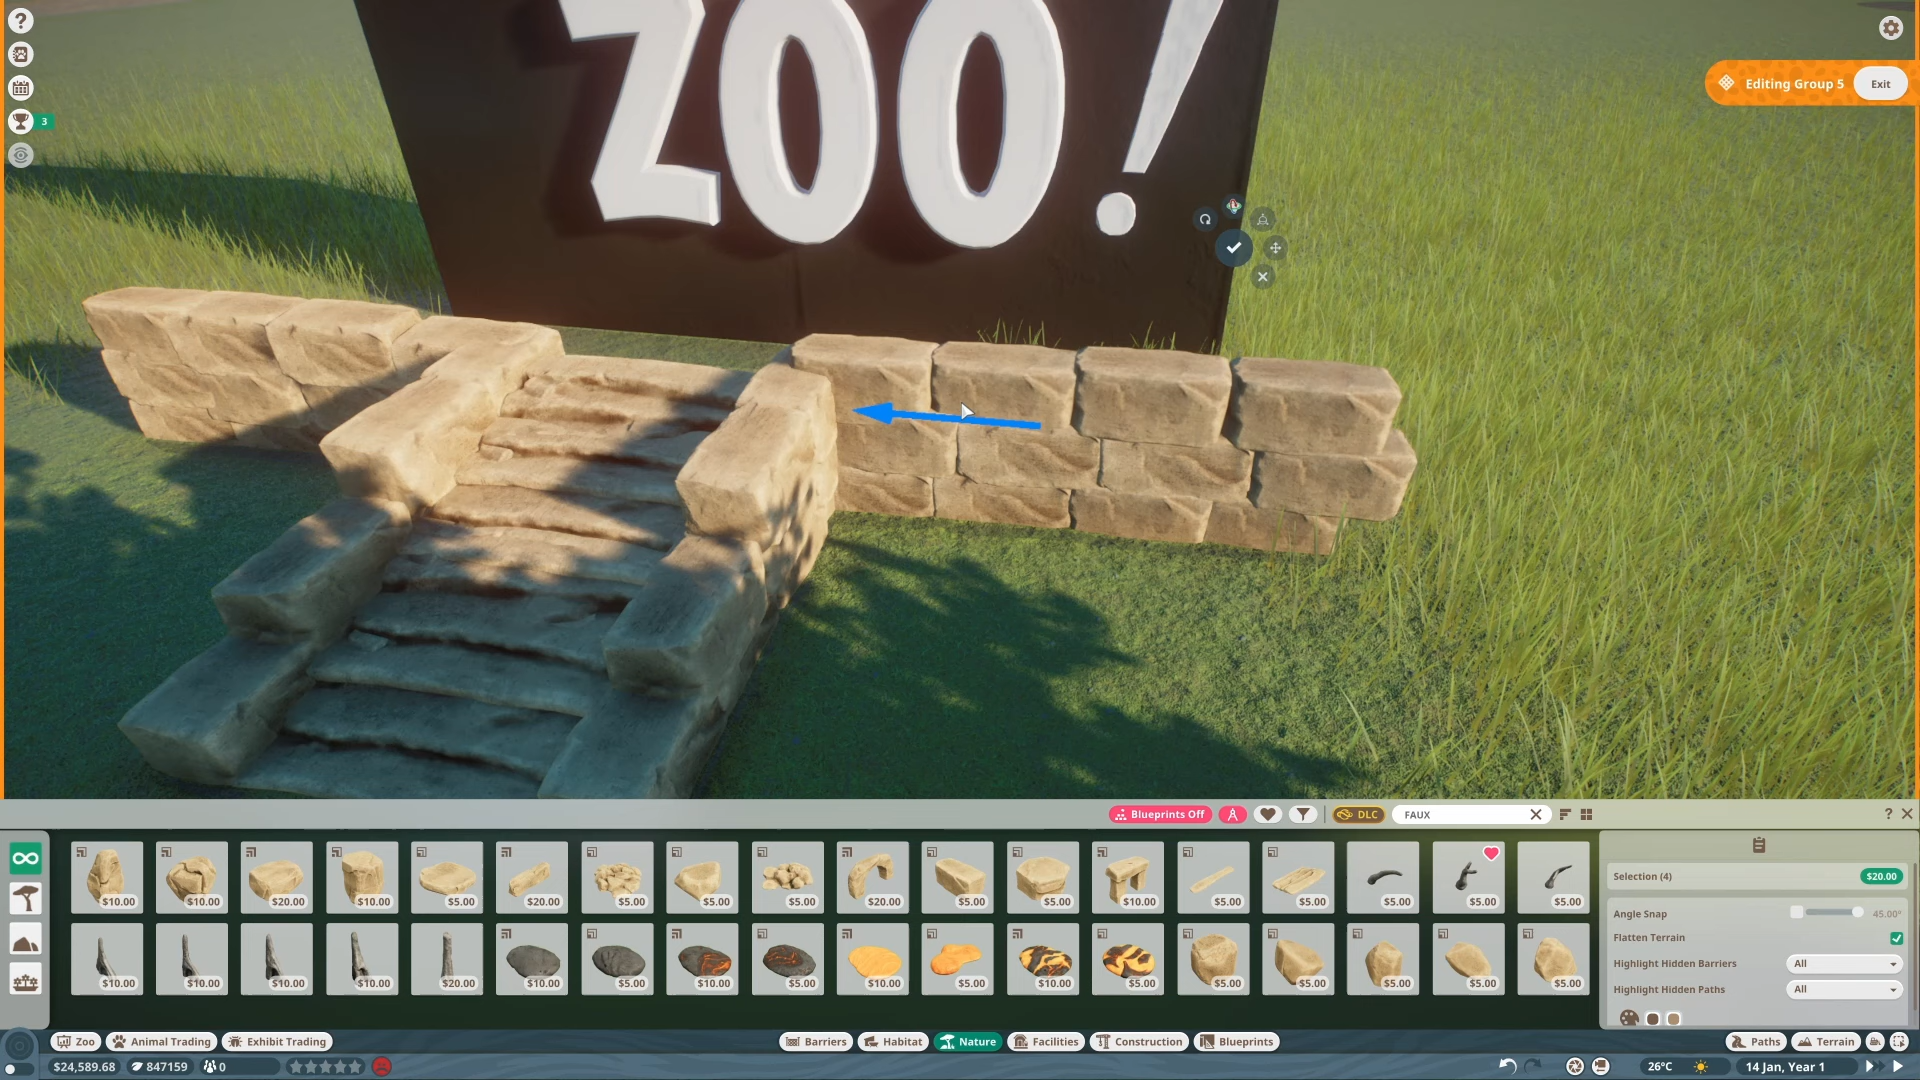 ZOO!
?
Editing Group 5
Exit
3
Blueprints Off
DLC
FAUX
?
$10.00 $10.00 $20.00 $10.00 $5.00 $20.00 $5.00 $5.00 $5.00 $20.00 $5.00 $5.00 $10.00 $5.00 $5.00 $5.00 $5.00 $5.00
$10.00 $10.00 $10.00 $10.00 $20.00 $10.00 $5.00 $10.00 $5.00 $10.00 $5.00 $10.00 $5.00 $5.00 $5.00 $5.00 $5.00 $5.00
Selection (4) $20.00
Angle Snap 45.00°
Flatten Terrain
Highlight Hidden Barriers All
Highlight Hidden Paths All
Zoo Animal Trading Exhibit Trading Barriers Habitat Nature Facilities Construction Blueprints Paths Terrain
$24,589.68 847159 0 26°C 14 Jan, Year 1